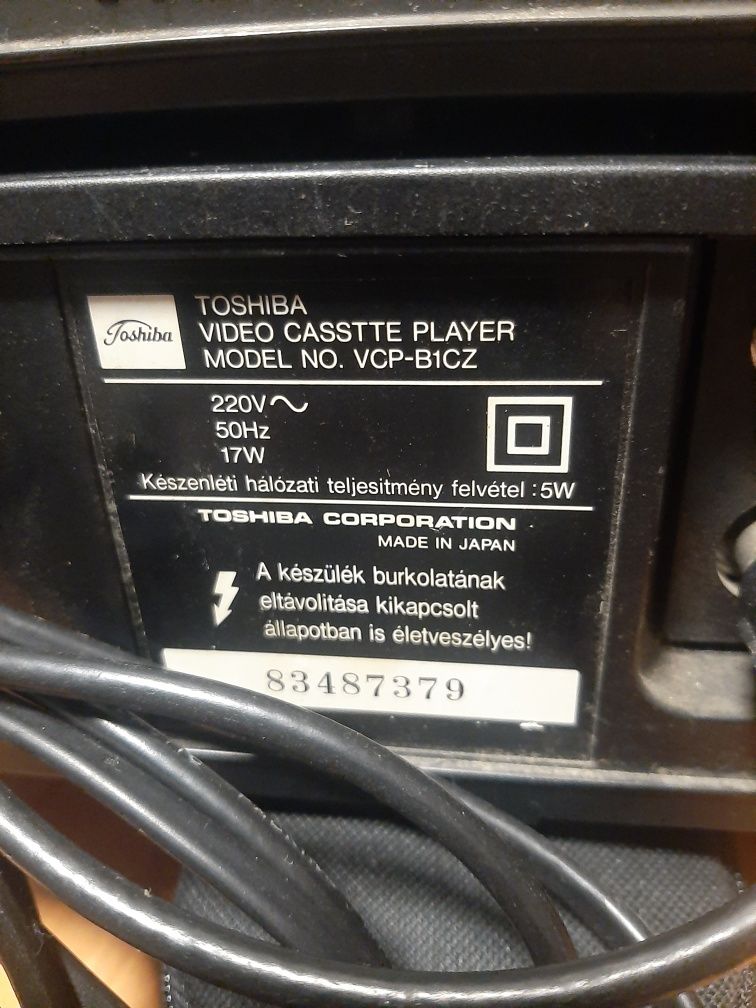 Toshiba
TOSHIBA
VIDEO CASSTTE PLAYER
MODEL NO. VCP-B1CZ
220V~
50Hz
17W
Készenléti hálózati teljesitmény felvétel : 5W
TOSHIBA CORPORATION
MADE IN JAPAN
A készülék burkolatának
eltávolitása kikapcsolt
állapotban is életveszélyes!
83487379